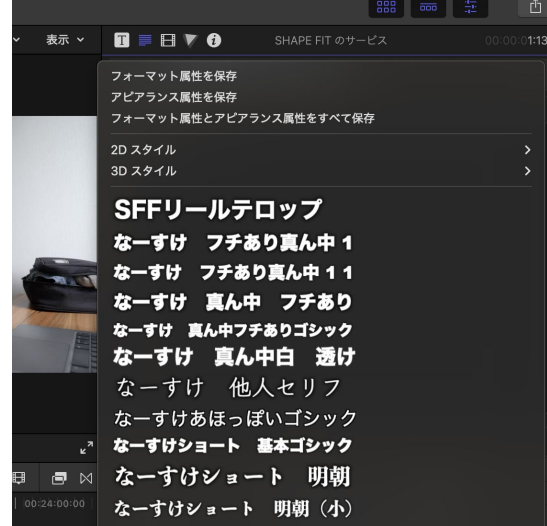 表示
T
SHAPE FIT のサービス
00:00:01:13
フォーマット属性を保存
アピアランス属性を保存
フォーマット属性とアピアランス属性をすべて保存
2D スタイル
3D スタイル
SFFリールテロップ
なーすけ　フチあり真ん中 1
なーすけ　フチあり真ん中 1 1
なーすけ　真ん中　フチあり
なーすけ　真ん中フチありゴシック
なーすけ　真ん中白　透け
なーすけ　他人セリフ
なーすけあほっぽいゴシック
なーすけショート　基本ゴシック
なーすけショート　明朝
00:24:00:00
なーすけショート　明朝（小）